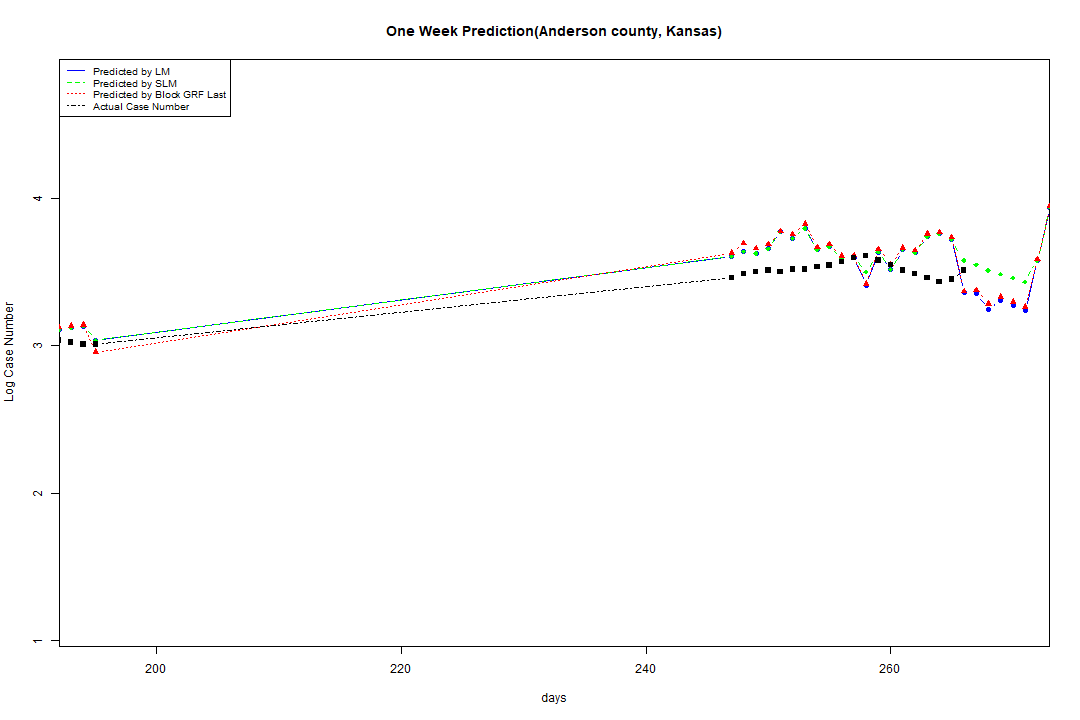 One Week Prediction(Anderson county, Kansas)
Predicted by LM
Predicted by SLM
Predicted by Block GRF Last
Actual Case Number
4
3
2
1
Log Case Number
200 220 240 260
days